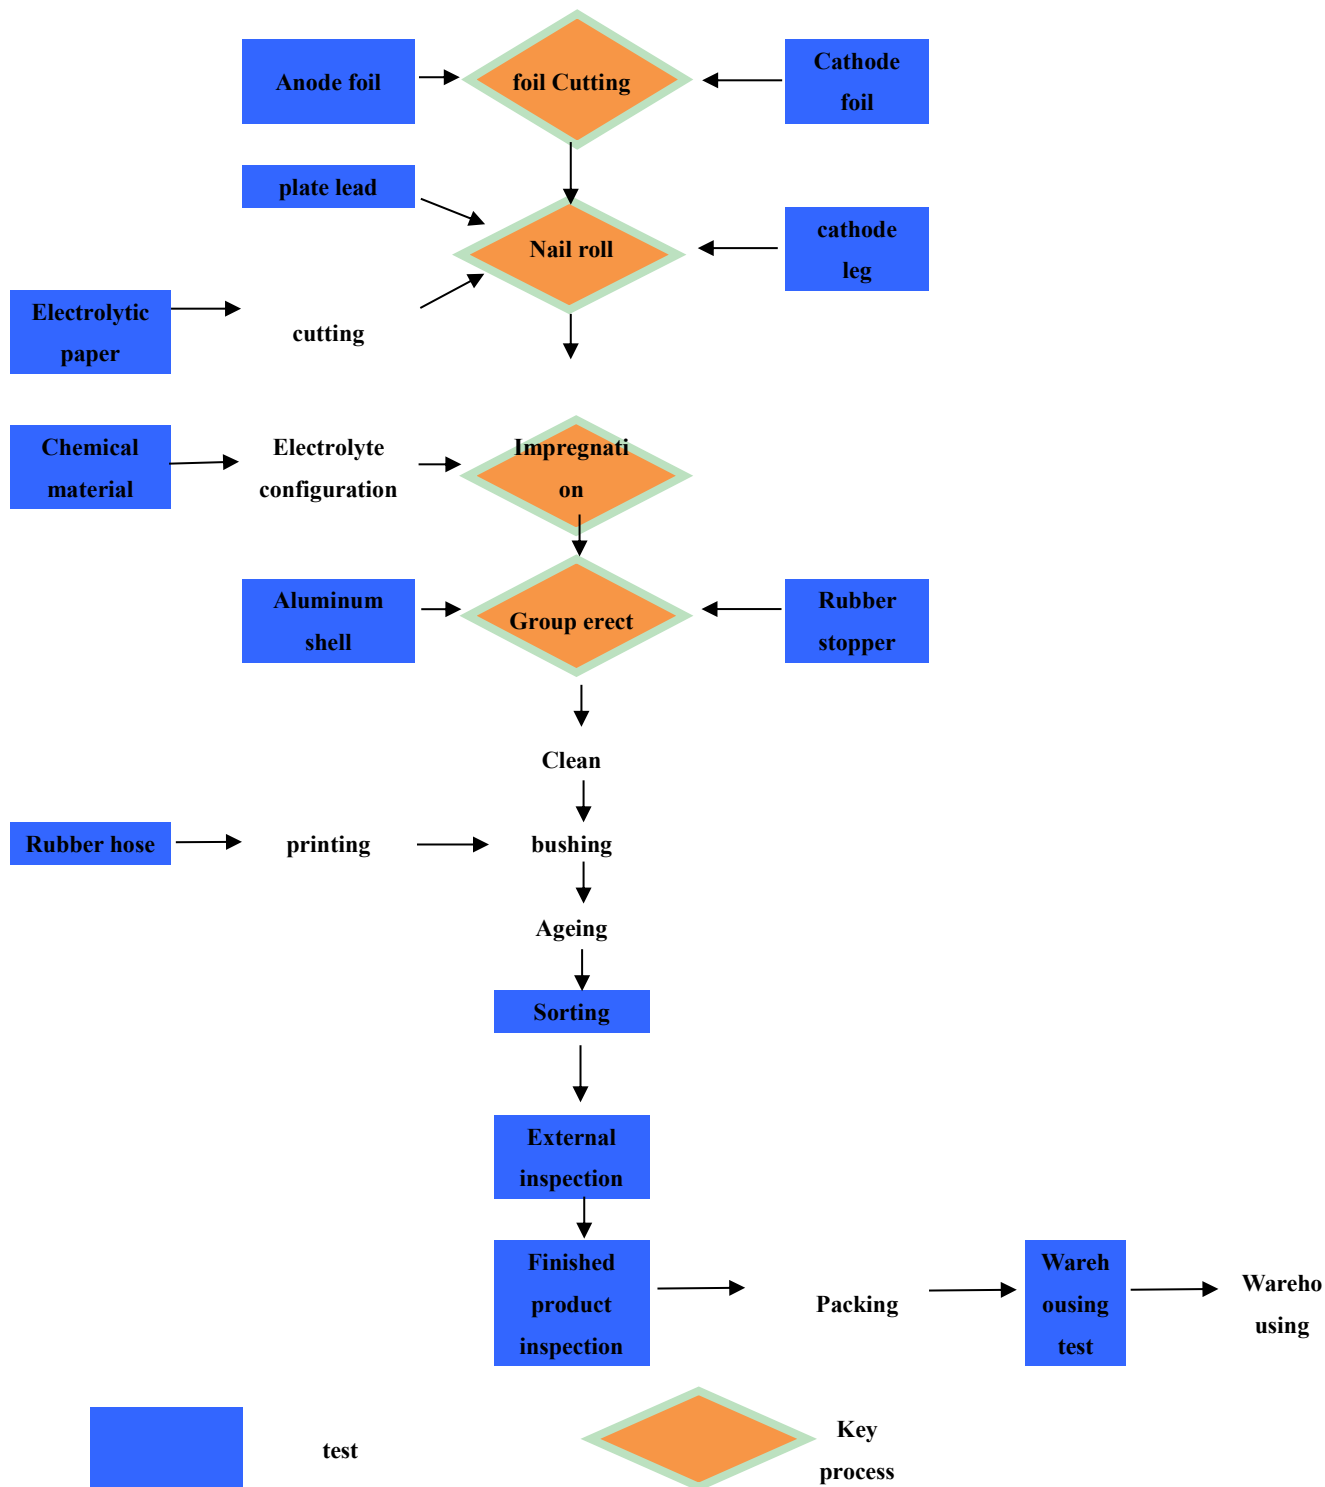 Anode foil
foil Cutting
Cathode
foil
plate lead
Nail roll
cathode
leg
Electrolytic
paper
cutting
Chemical
material
Electrolyte
configuration
Impregnati
on
Aluminum
shell
Group erect
Rubber
stopper
Clean
Rubber hose
printing
bushing
Ageing
Sorting
External
inspection
Finished
product
inspection
Packing
Wareh
ousing
test
Wareho
using
test
Key
process